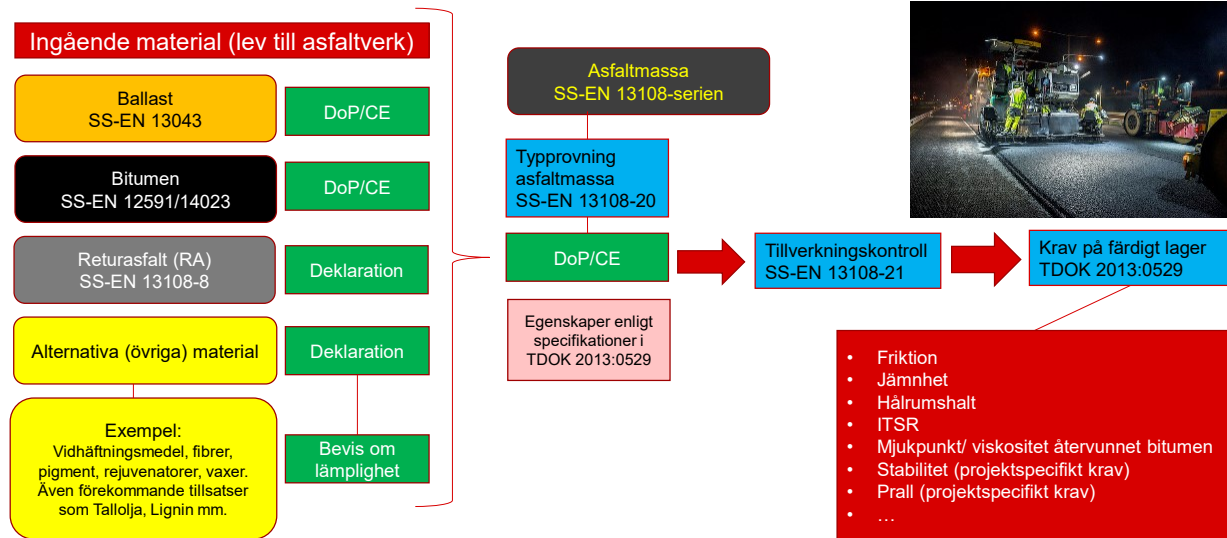 Ingående material (lev till asfaltverk)
Ballast
SS-EN 13043
DoP/CE
Bitumen
SS-EN 12591/14023
DoP/CE
Returasfalt (RA)
SS-EN 13108-8
Deklaration
Alternativa (övriga) material
Deklaration
Exempel:
Vidhäftningsmedel, fibrer,
pigment, rejuvenatorer, vaxer.
Även förekommande tillsatser
som Tallolja, Lignin mm.
Bevis om
lämplighet
Asfaltmassa
SS-EN 13108-serien
Typprovning
asfaltmassa
SS-EN 13108-20
DoP/CE
Egenskaper enligt
specifikationer i
TDOK 2013:0529
Tillverkningskontroll
SS-EN 13108-21
Krav på färdigt lager
TDOK 2013:0529
• Friktion
• Jämnhet
• Hålrumshalt
• ITSR
• Mjukpunkt/ viskositet återvunnet bitumen
• Stabilitet (projektspecifikt krav)
• Prall (projektspecifikt krav)
• …